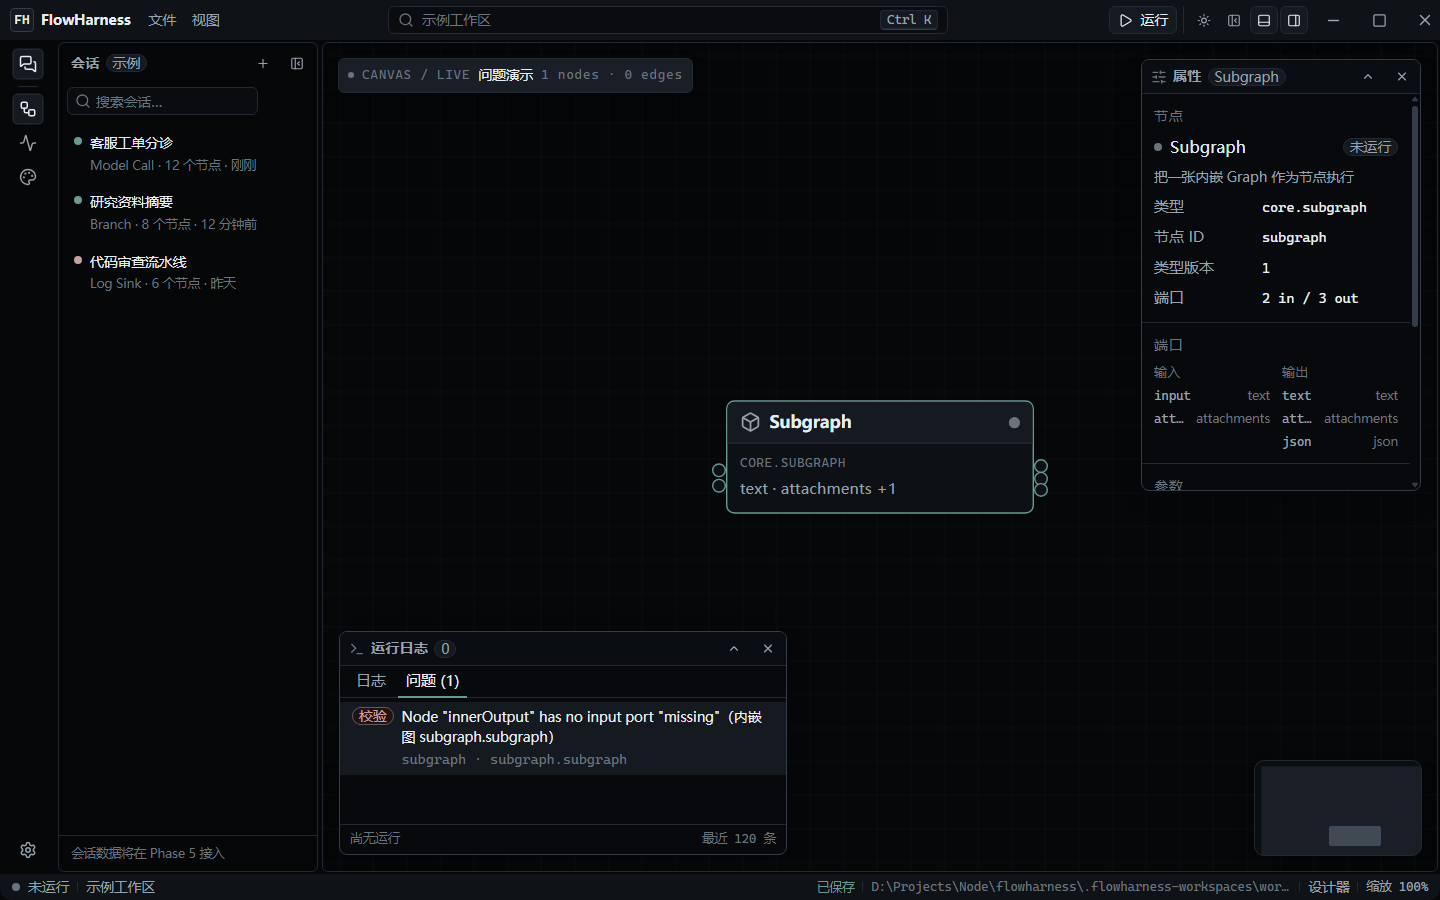 FH FlowHarness 文件 视图 示例工作区 Ctrl K 运行
会话 示例
搜索会话...
客服工单分诊
Model Call · 12 个节点 · 刚刚
研究资料摘要
Branch · 8 个节点 · 12 分钟前
代码审查流水线
Log Sink · 6 个节点 · 昨天
会话数据将在 Phase 5 接入
CANVAS / LIVE 问题演示 1 nodes · 0 edges
Subgraph
CORE.SUBGRAPH
text · attachments +1
属性 Subgraph
节点
Subgraph 未运行
把一张内嵌 Graph 作为节点执行
类型 core.subgraph
节点 ID subgraph
类型版本 1
端口 2 in / 3 out
端口
输入 输出
input text text text
att… attachments att… attachments
json json
参数
运行日志 0
日志 问题 (1)
校验 Node "innerOutput" has no input port "missing"（内嵌
图 subgraph.subgraph）
subgraph · subgraph.subgraph
尚无运行 最近 120 条
未运行 示例工作区 已保存 D:\Projects\Node\flowharness\.flowharness-workspaces\wor… 设计器 缩放 100%